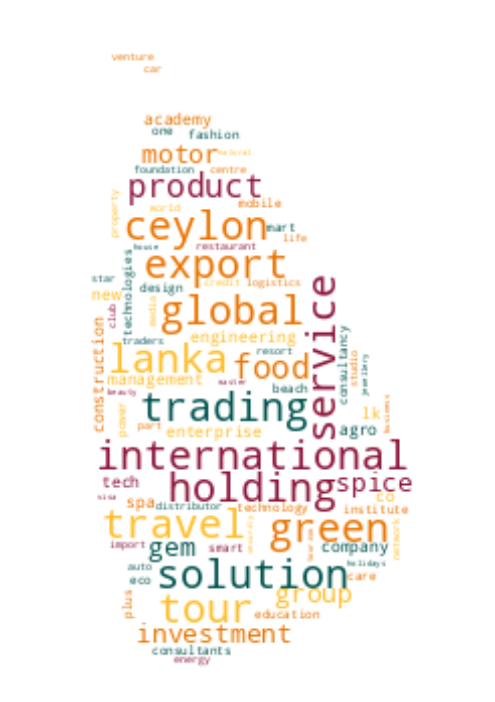 venture
car
academy
one fashion
motor natural
foundation centre
product
property world mobile
ceylon mart
house restaurant life
export
star technologies design credit logistics
new
club media global service
traders engineering
construction lanka resort consultancy
management food studio
beauty master beach jewellery
power trading lk business
part enterprise agro
international
tech holding spice
visa spa distributor technology co
travel security green institute
import gem smart company network
auto holidays
eco solution care
plus tour group
education
investment
consultants
energy